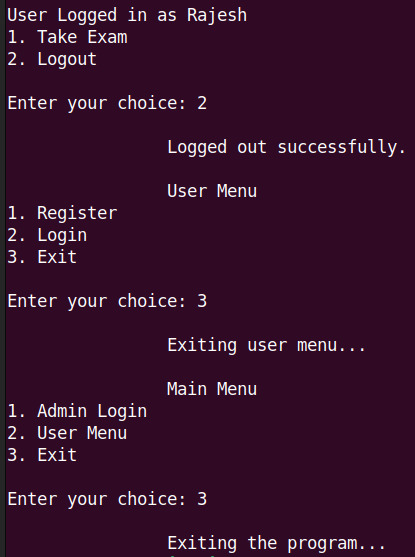 User Logged in as Rajesh
1. Take Exam
2. Logout
Enter your choice: 2
Logged out successfully.
User Menu
1. Register
2. Login
3. Exit
Enter your choice: 3
Exiting user menu...
Main Menu
1. Admin Login
2. User Menu
3. Exit
Enter your choice: 3
Exiting the program...